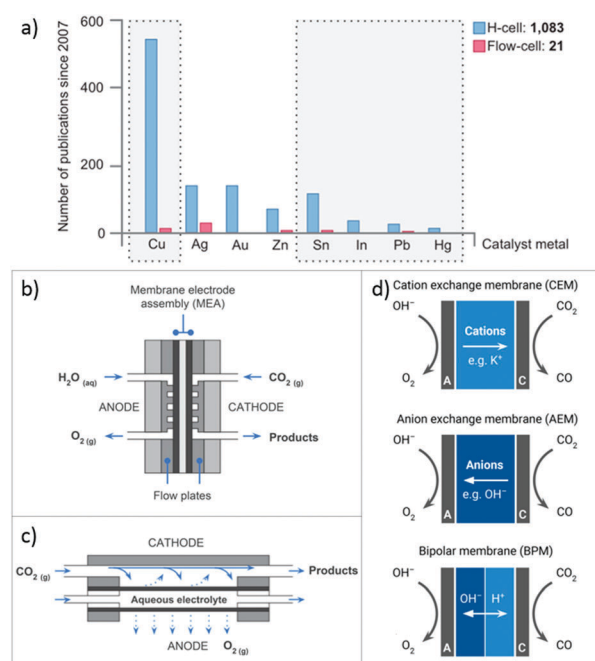 a)
Number of publications since 2007
600
400
200
0
H-cell: 1,083
Flow-cell: 21
Cu
Ag
Au
Zn
Sn
In
Pb
Hg
Catalyst metal
b)
Membrane electrode
assembly (MEA)
H2O (aq)
CO2 (g)
ANODE
CATHODE
O2 (g)
Products
Flow plates
c)
CATHODE
CO2 (g)
Products
Aqueous electrolyte
ANODE
O2 (g)
d)
Cation exchange membrane (CEM)
OH⁻
CO2
Cations
e.g. K⁺
A
C
O2
CO
Anion exchange membrane (AEM)
OH⁻
CO2
Anions
e.g. OH⁻
A
C
O2
CO
Bipolar membrane (BPM)
OH⁻
CO2
OH⁻
H⁺
A
C
O2
CO